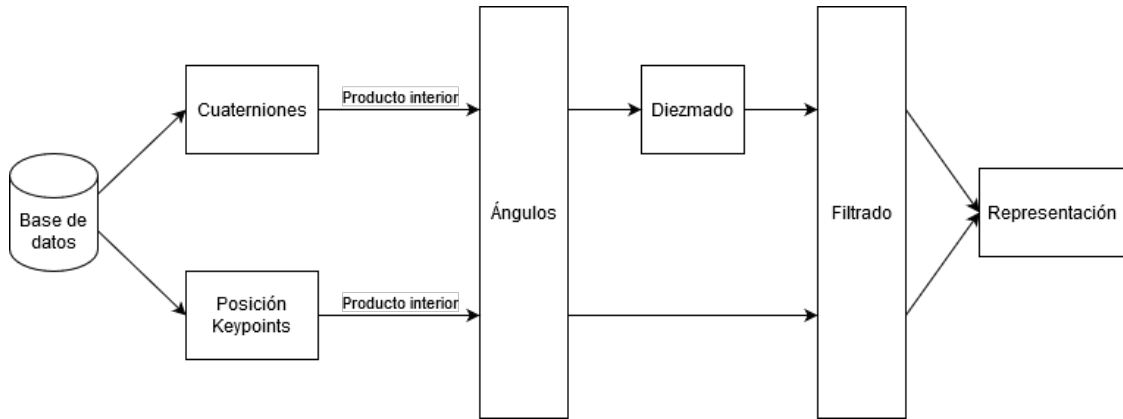 Base de
datos
Cuaterniones
Posición
Keypoints
Producto interior
Producto interior
Ángulos
Diezmado
Filtrado
Representación